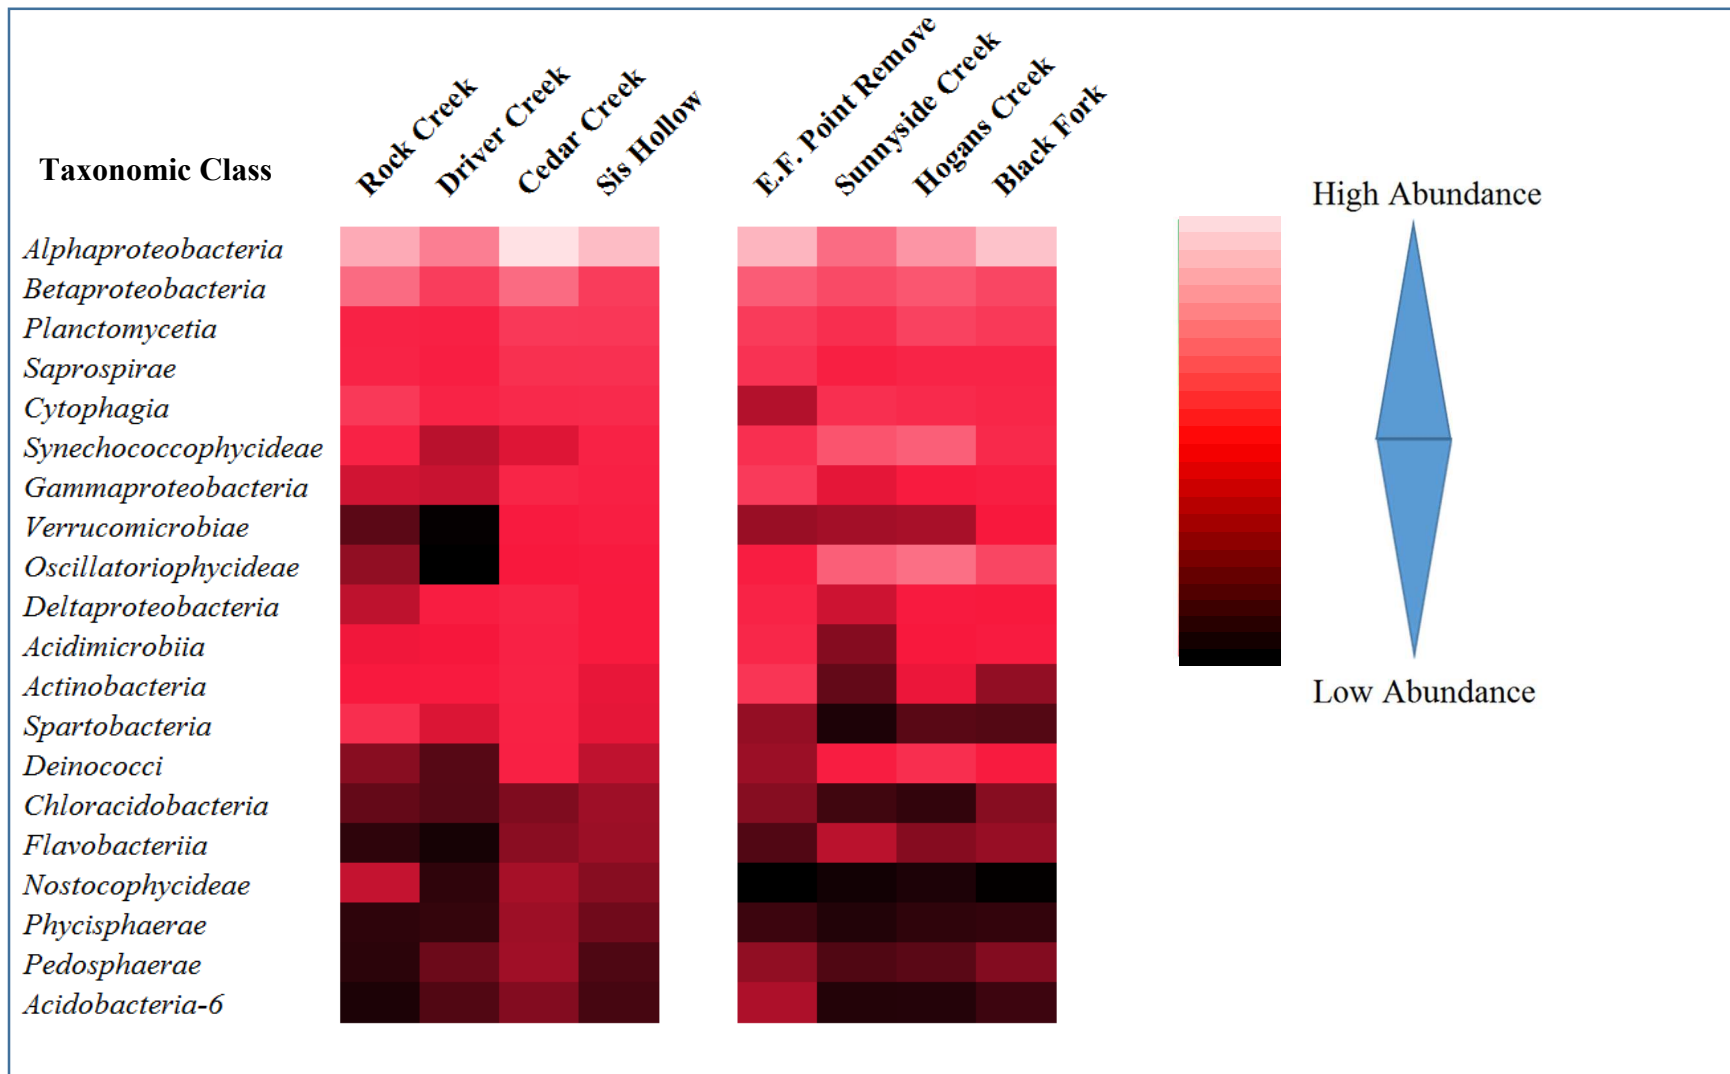 Taxonomic Class
Rock Creek
Driver Creek
Cedar Creek
Sis Hollow
E.F. Point Remove
Sunnyside Creek
Hogans Creek
Black Fork
High Abundance
Alphaproteobacteria
Betaproteobacteria
Planctomycetia
Saprospirae
Cytophagia
Synechococcophycideae
Gammaproteobacteria
Verrucomicrobiae
Oscillatoriophycideae
Deltaproteobacteria
Acidimicrobiia
Actinobacteria
Low Abundance
Spartobacteria
Deinococci
Chloracidobacteria
Flavobacteriia
Nostocophycideae
Phycisphaerae
Pedosphaerae
Acidobacteria-6